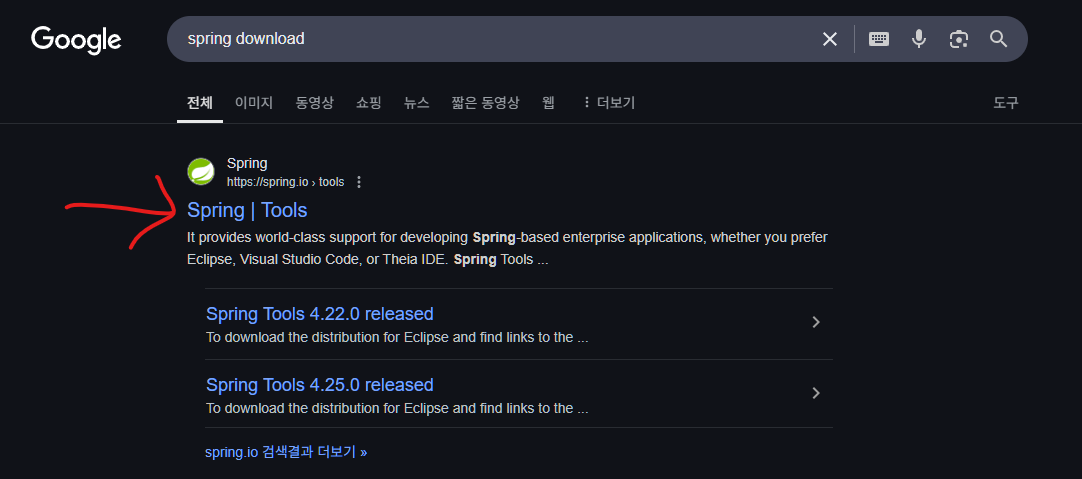 Google
spring download
전체 이미지 동영상 쇼핑 뉴스 짧은 동영상 웹 더보기 도구
Spring
https://spring.io › tools
Spring | Tools
It provides world-class support for developing Spring-based enterprise applications, whether you prefer
Eclipse, Visual Studio Code, or Theia IDE. Spring Tools ...
Spring Tools 4.22.0 released
To download the distribution for Eclipse and find links to the ...
Spring Tools 4.25.0 released
To download the distribution for Eclipse and find links to the ...
spring.io 검색결과 더보기 »